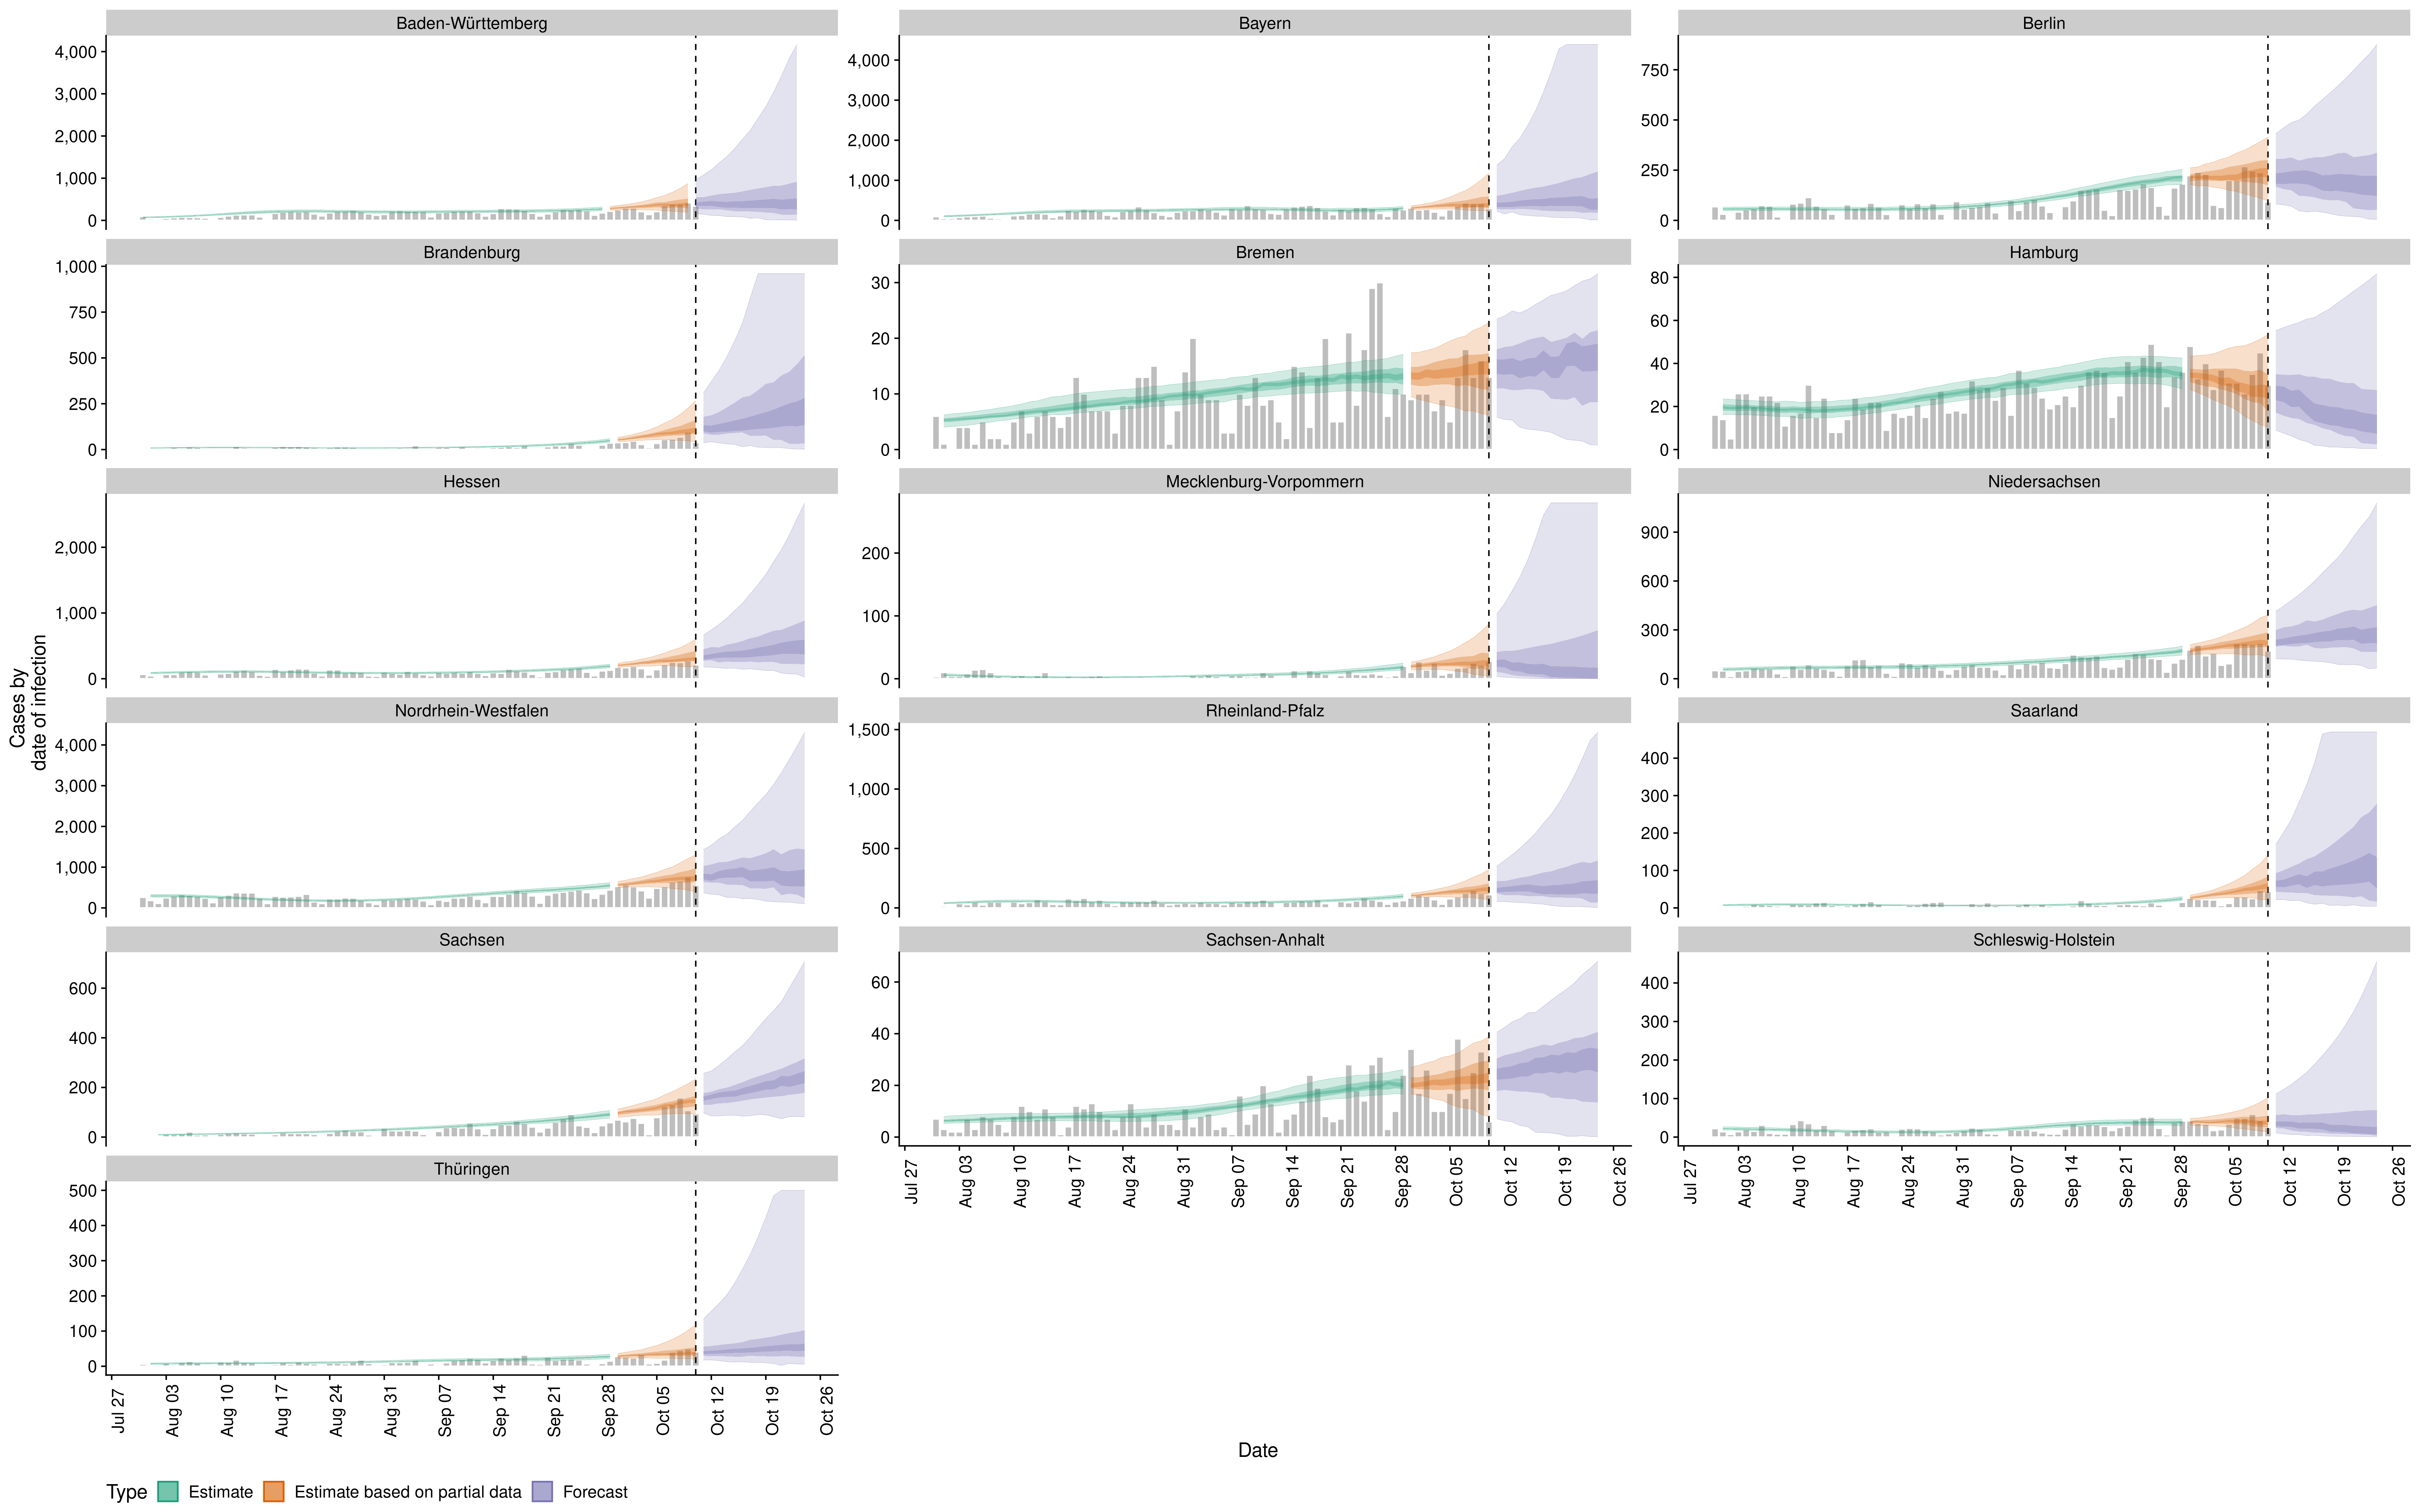 Baden-Württemberg
Bayern
Berlin
4,000
3,000
2,000
1,000
0
4,000
3,000
2,000
1,000
0
750
500
250
0
Brandenburg
Bremen
Hamburg
1,000
750
500
250
0
30
20
10
0
80
60
40
20
0
Hessen
Mecklenburg-Vorpommern
Niedersachsen
2,000
1,000
0
200
100
0
900
600
300
0
Cases by
date of infection
Nordrhein-Westfalen
Rheinland-Pfalz
Saarland
4,000
3,000
2,000
1,000
0
1,500
1,000
500
0
400
300
200
100
0
Sachsen
Sachsen-Anhalt
Schleswig-Holstein
600
400
200
0
60
40
20
0
400
300
200
100
0
Jul 27
Aug 03
Aug 10
Aug 17
Aug 24
Aug 31
Sep 07
Sep 14
Sep 21
Sep 28
Oct 05
Oct 12
Oct 19
Oct 26
Jul 27
Aug 03
Aug 10
Aug 17
Aug 24
Aug 31
Sep 07
Sep 14
Sep 21
Sep 28
Oct 05
Oct 12
Oct 19
Oct 26
Thüringen
500
400
300
200
100
0
Jul 27
Aug 03
Aug 10
Aug 17
Aug 24
Aug 31
Sep 07
Sep 14
Sep 21
Sep 28
Oct 05
Oct 12
Oct 19
Oct 26
Date
Type Estimate Estimate based on partial data Forecast